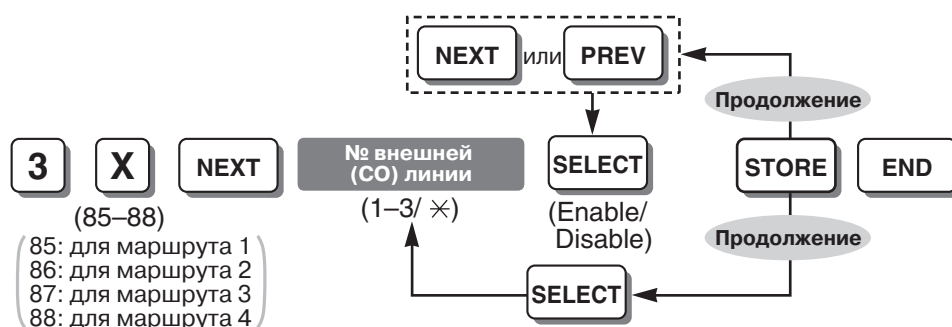 NEXT или PREV
Продолжение
3 X NEXT № внешней (СО) линии SELECT STORE END
(85–88) (1–3/ ✳) (Enable/ Disable)
Продолжение
85: для маршрута 1
86: для маршрута 2
87: для маршрута 3
88: для маршрута 4
SELECT